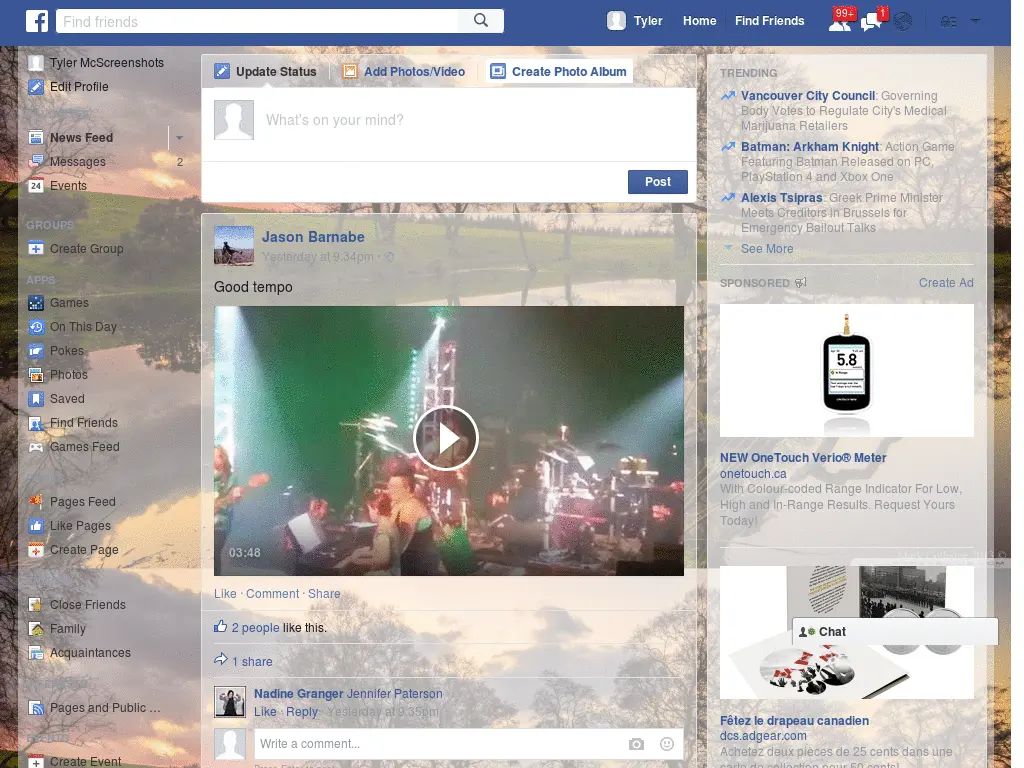 Find friends
Tyler
Home
Find Friends
99+
1
Tyler McScreenshots
Edit Profile
News Feed
Messages
2
24
Events
GROUPS
Create Group
APPS
Games
On This Day
Pokes
Photos
Saved
Find Friends
Games Feed
Pages Feed
Like Pages
Create Page
Close Friends
Family
Acquaintances
Pages and Public ...
Create Event
Update Status
Add Photos/Video
Create Photo Album
What's on your mind?
Post
Jason Barnabe
Yesterday at 9:34pm ·
Good tempo
03:48
Like · Comment · Share
2 people like this.
1 share
Nadine Granger Jennifer Paterson
Like · Reply · Yesterday at 9:35pm
Write a comment...
TRENDING
Vancouver City Council: Governing
Body Votes to Regulate City's Medical
Marijuana Retailers
Batman: Arkham Knight: Action Game
Featuring Batman Released on PC,
PlayStation 4 and Xbox One
Alexis Tsipras: Greek Prime Minister
Meets Creditors in Brussels for
Emergency Bailout Talks
See More
SPONSORED
Create Ad
5.8
NEW OneTouch Verio® Meter
onetouch.ca
With Colour-coded Range Indicator For Low,
High and In-Range Results. Request Yours
Today!
Chat
Fêtez le drapeau canadien
dcs.adgear.com
Achetez deux pièces de 25 cents dans une
carte de collection pour 50 cents!